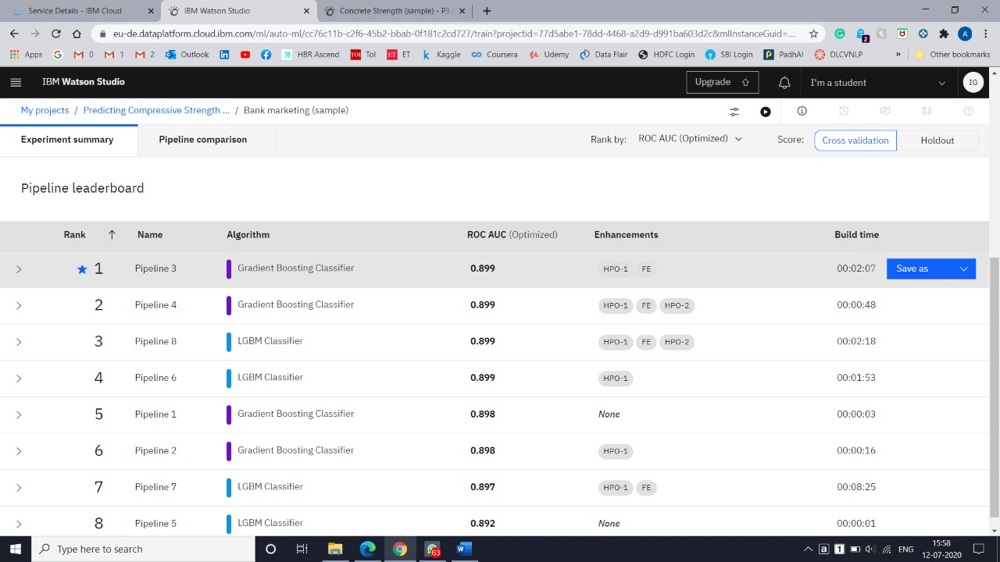 Service Details - IBM Cloud
IBM Watson Studio
Concrete Strength (sample) - P3
eu-de.dataplatform.cloud.ibm.com/ml/auto-ml/cc76c11b-c2f6-45b2-bbab-0f181c2cd727/train?projectid=77d5abe1-78dd-4468-a2d9-d991ba603d2c&mlInstanceGuid=...
2
A
Apps 0 1 2 Outlook HBR Ascend TOI ToI ET ET Kaggle Coursera Udemy Data Flair HDFC Login SBI Login PadhAI DLCVNLP » Other bookmarks
IBM Watson Studio
Upgrade
I'm a student
IG
My projects / Predicting Compressive Strength ... / Bank marketing (sample)
Experiment summary
Pipeline comparison
Rank by: ROC AUC (Optimized)
Score: Cross validation Holdout
Pipeline leaderboard
Rank Name Algorithm ROC AUC (Optimized) Enhancements Build time
1 Pipeline 3 Gradient Boosting Classifier 0.899 HPO-1 FE 00:02:07 Save as
2 Pipeline 4 Gradient Boosting Classifier 0.899 HPO-1 FE HPO-2 00:00:48
3 Pipeline 8 LGBM Classifier 0.899 HPO-1 FE HPO-2 00:02:18
4 Pipeline 6 LGBM Classifier 0.899 HPO-1 00:01:53
5 Pipeline 1 Gradient Boosting Classifier 0.898 None 00:00:03
6 Pipeline 2 Gradient Boosting Classifier 0.898 HPO-1 00:00:16
7 Pipeline 7 LGBM Classifier 0.897 HPO-1 FE 00:08:25
8 Pipeline 5 LGBM Classifier 0.892 None 00:00:01
Type here to search
63
ENG
15:58
12-07-2020